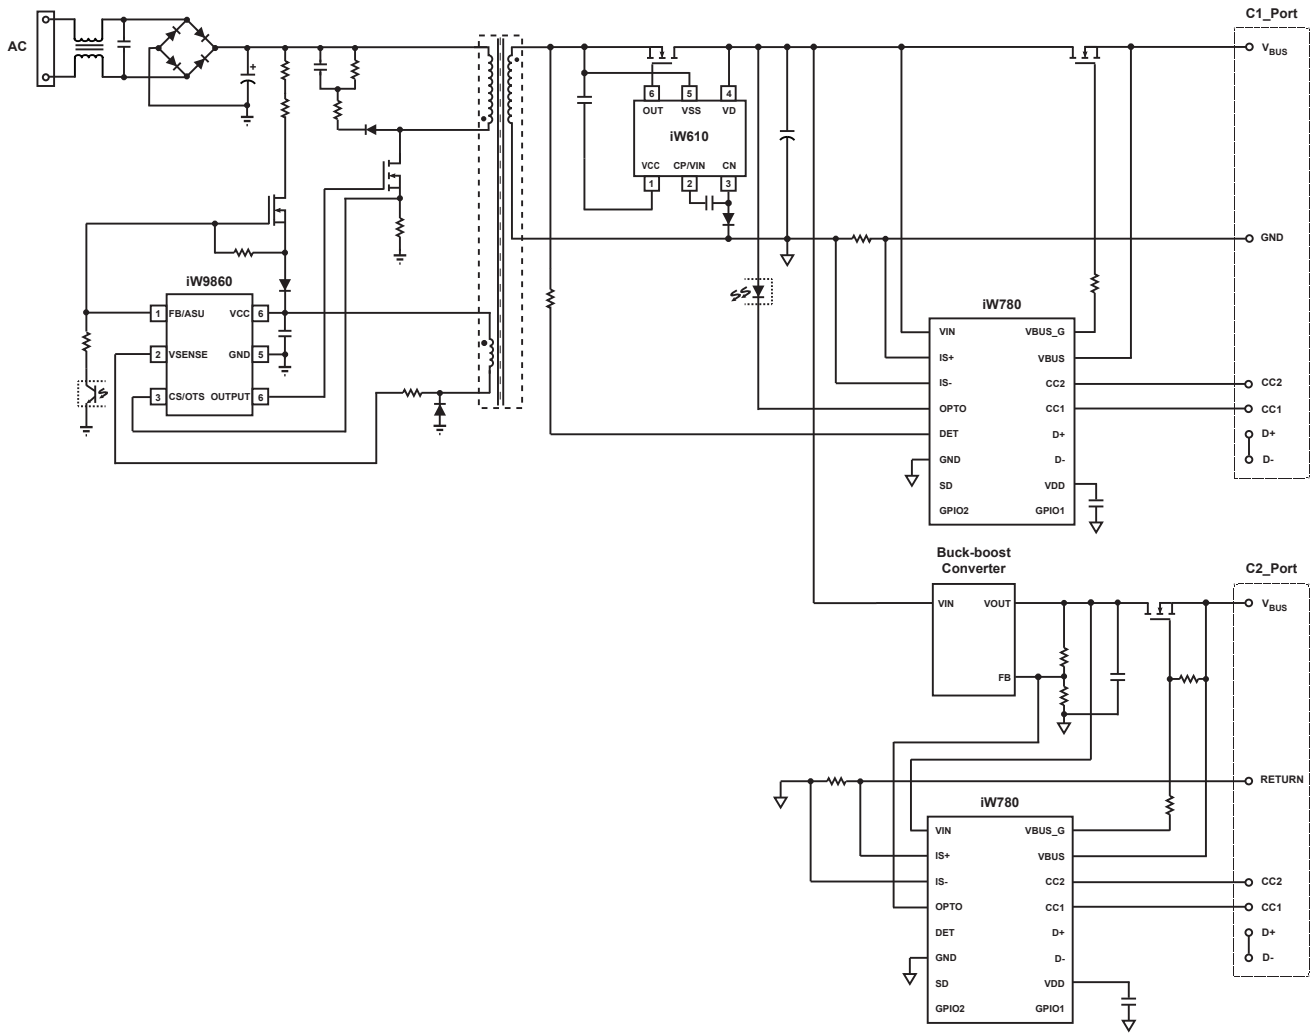 C1_Port
AC
+
VBUS
6 5 4
OUT VSS VD
iW610
VCC CP/VIN CN
1 2 3
GND
iW9860
1 FB/ASU VCC 6
2 VSENSE GND 5
3 CS/OTS OUTPUT 6
iW780
VIN VBUS_G
IS+ VBUS
IS- CC2
OPTO CC1
DET D+
GND D-
SD VDD
GPIO2 GPIO1
CC2
CC1
D+
D-
Buck-boost
Converter
VIN VOUT
FB
C2_Port
VBUS
RETURN
iW780
VIN VBUS_G
IS+ VBUS
IS- CC2
OPTO CC1
DET D+
GND D-
SD VDD
GPIO2 GPIO1
CC2
CC1
D+
D-